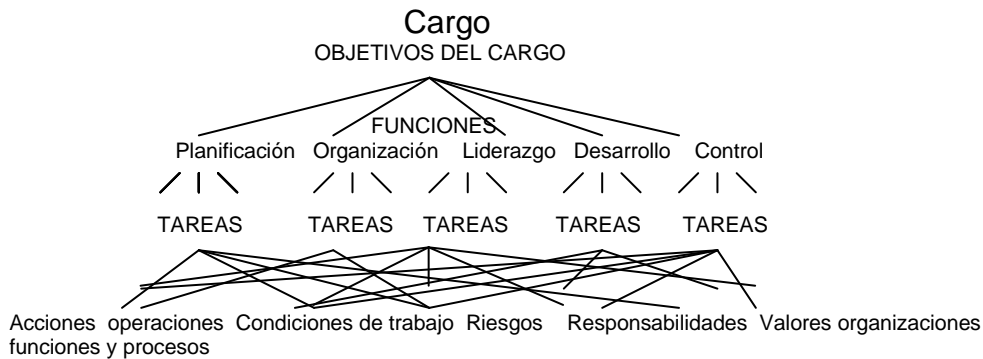 Cargo
OBJETIVOS DEL CARGO
FUNCIONES
Planificación Organización Liderazgo Desarrollo Control
TAREAS TAREAS TAREAS TAREAS TAREAS
Acciones operaciones Condiciones de trabajo Riesgos Responsabilidades Valores organizaciones
funciones y procesos